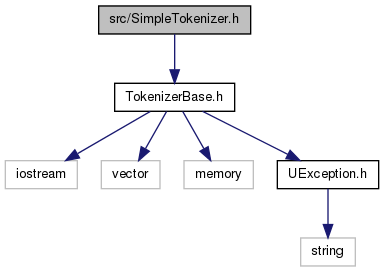 src/SimpleTokenizer.h
TokenizerBase.h
iostream
vector
memory
UException.h
string